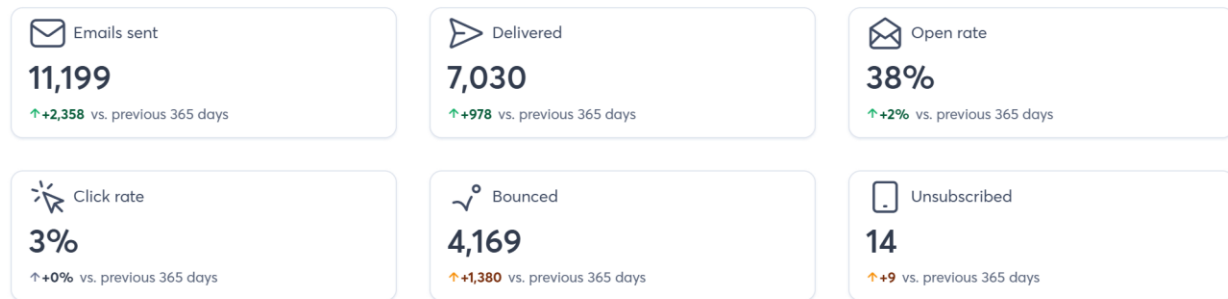 Emails sent
11,199
↑+2,358 vs. previous 365 days
Delivered
7,030
↑+978 vs. previous 365 days
Open rate
38%
↑+2% vs. previous 365 days
Click rate
3%
↑+0% vs. previous 365 days
Bounced
4,169
↑+1,380 vs. previous 365 days
Unsubscribed
14
↑+9 vs. previous 365 days